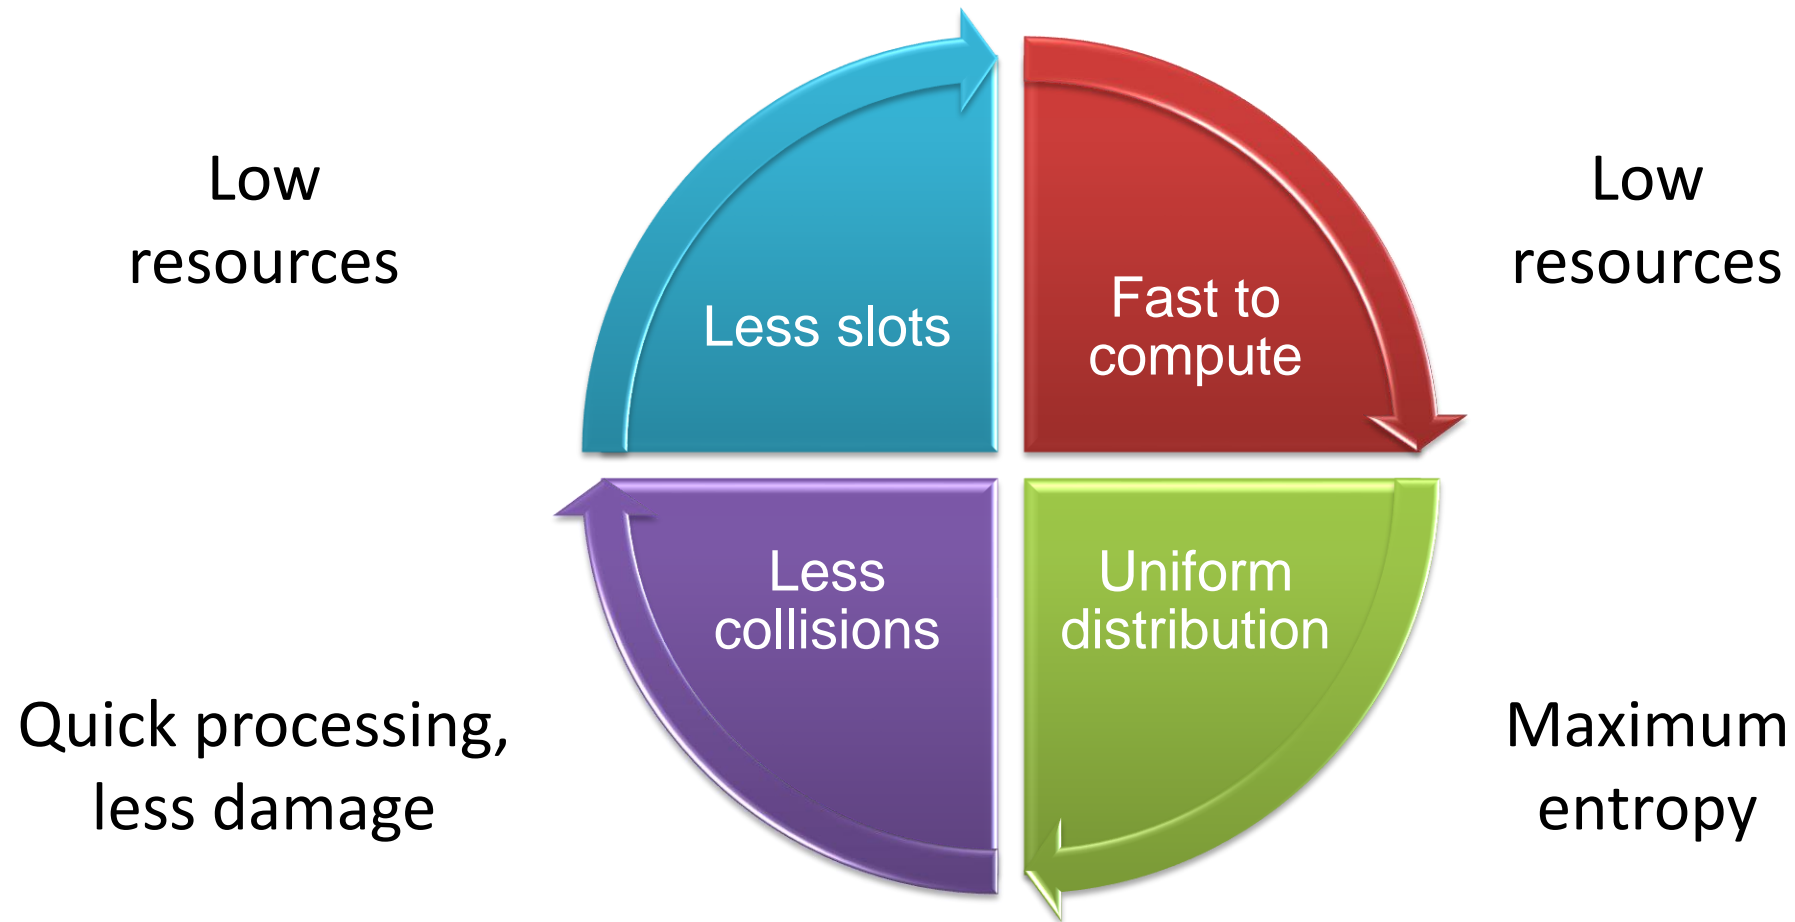 Low
resources
Less slots
Fast to
compute
Low
resources
Quick processing,
less damage
Less
collisions
Uniform
distribution
Maximum
entropy